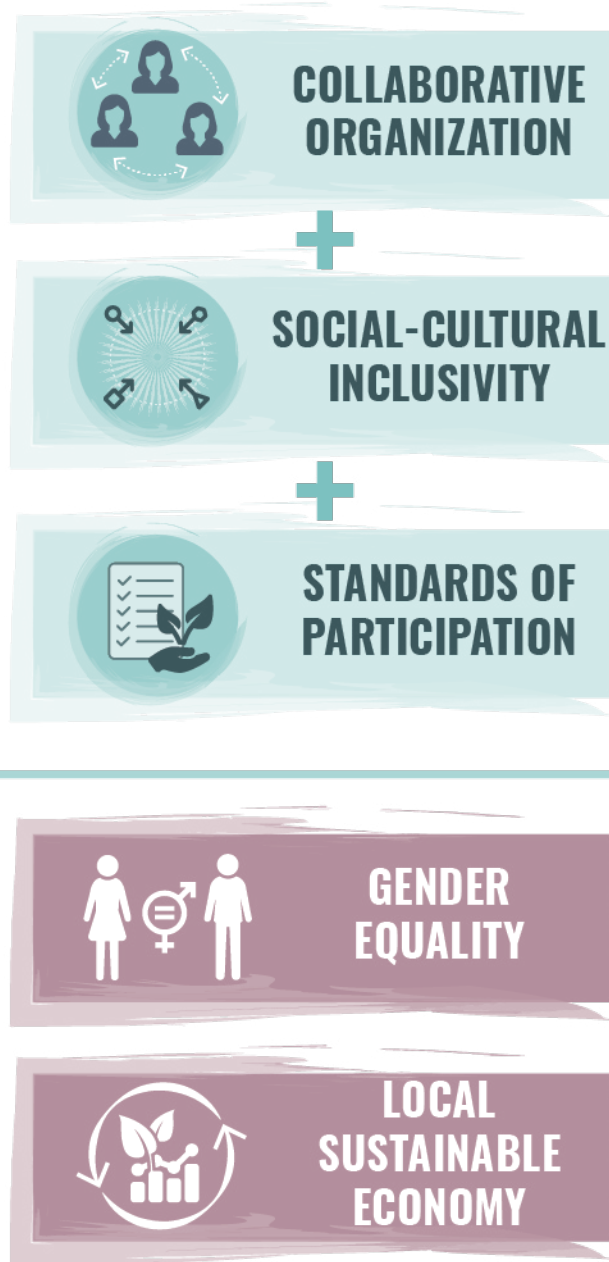 COLLABORATIVE
ORGANIZATION
+
SOCIAL-CULTURAL
INCLUSIVITY
+
STANDARDS OF
PARTICIPATION
GENDER
EQUALITY
LOCAL
SUSTAINABLE
ECONOMY